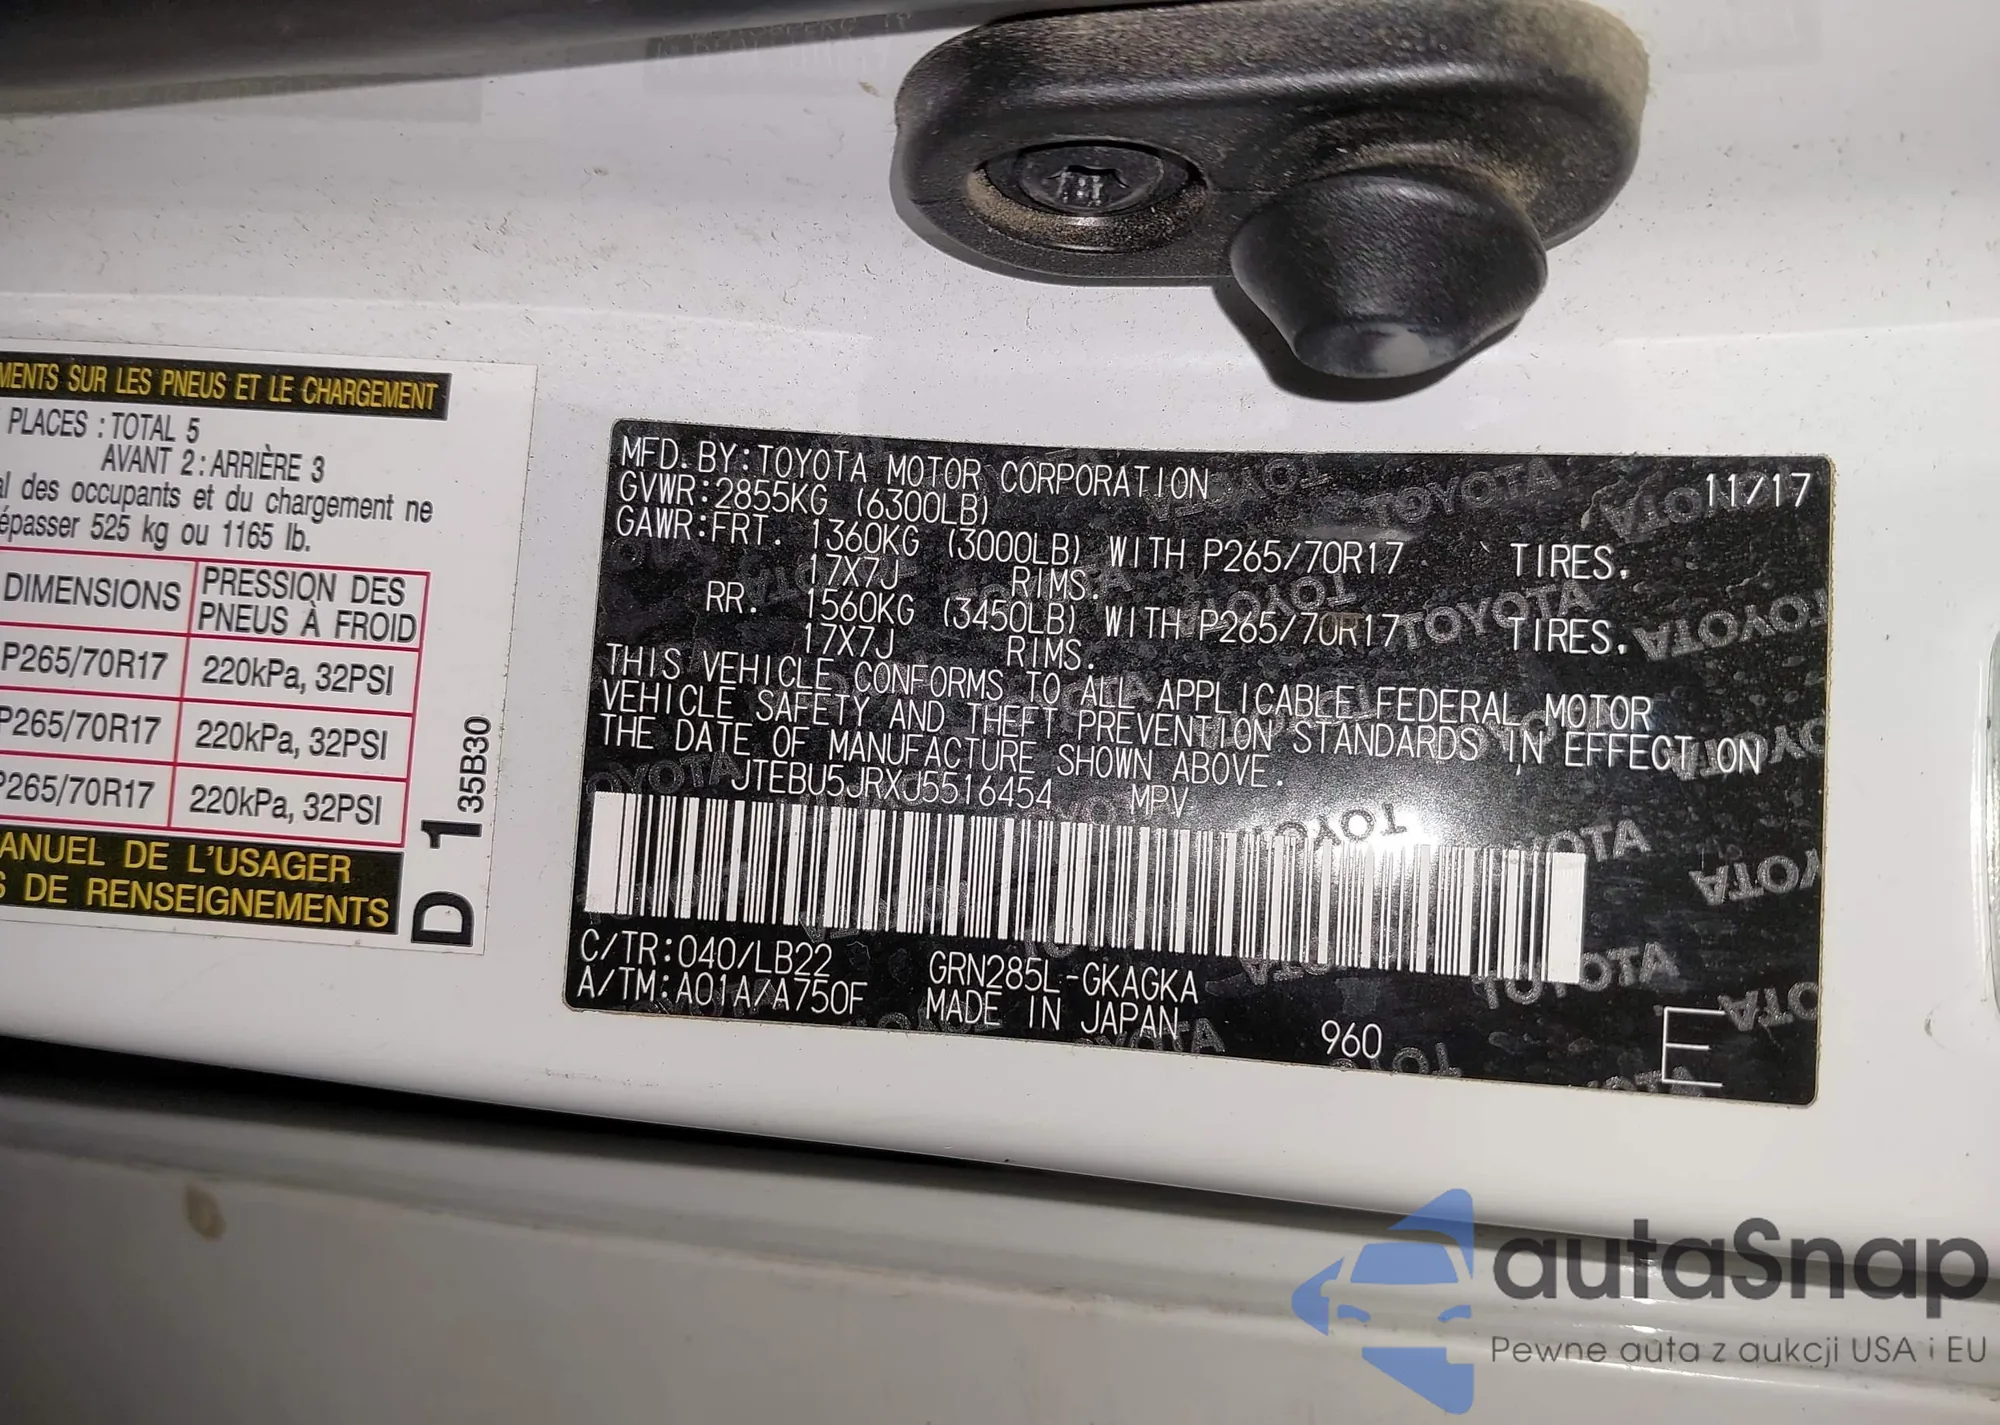 MENTS SUR LES PNEUS ET LE CHARGEMENT
PLACES : TOTAL 5
AVANT 2 : ARRIÈRE 3
des occupants et du chargement ne
525 kg ou 1165 lb.
DIMENSIONS PRESSION DES PNEUS À FROID
P265/70R17 220kPa, 32PSI
P265/70R17 220kPa, 32PSI
P265/70R17 220kPa, 32PSI
ANUEL DE L'USAGER
DE RENSEIGNEMENTS
D 1 35B30
MFD. BY: TOYOTA MOTOR CORPORATION 11/17
GVWR: 2855KG (6300LB)
GAWR: FRT. 1360KG (3000LB) WITH P265/70R17 TIRES.
17X7J RIMS.
RR. 1560KG (3450LB) WITH P265/70R17 TIRES.
17X7J RIMS.
THIS VEHICLE CONFORMS TO ALL APPLICABLE FEDERAL MOTOR
VEHICLE SAFETY AND THEFT PREVENTION STANDARDS IN EFFECT ON
THE DATE OF MANUFACTURE SHOWN ABOVE.
JTEBU5JRXJ5516454 MPV
C/TR: 040/LB22 GRN285L-GKAGKA
A/TM: A01A/A750F MADE IN JAPAN 960 E
autaSnap
Pewne auta z aukcji USA i EU